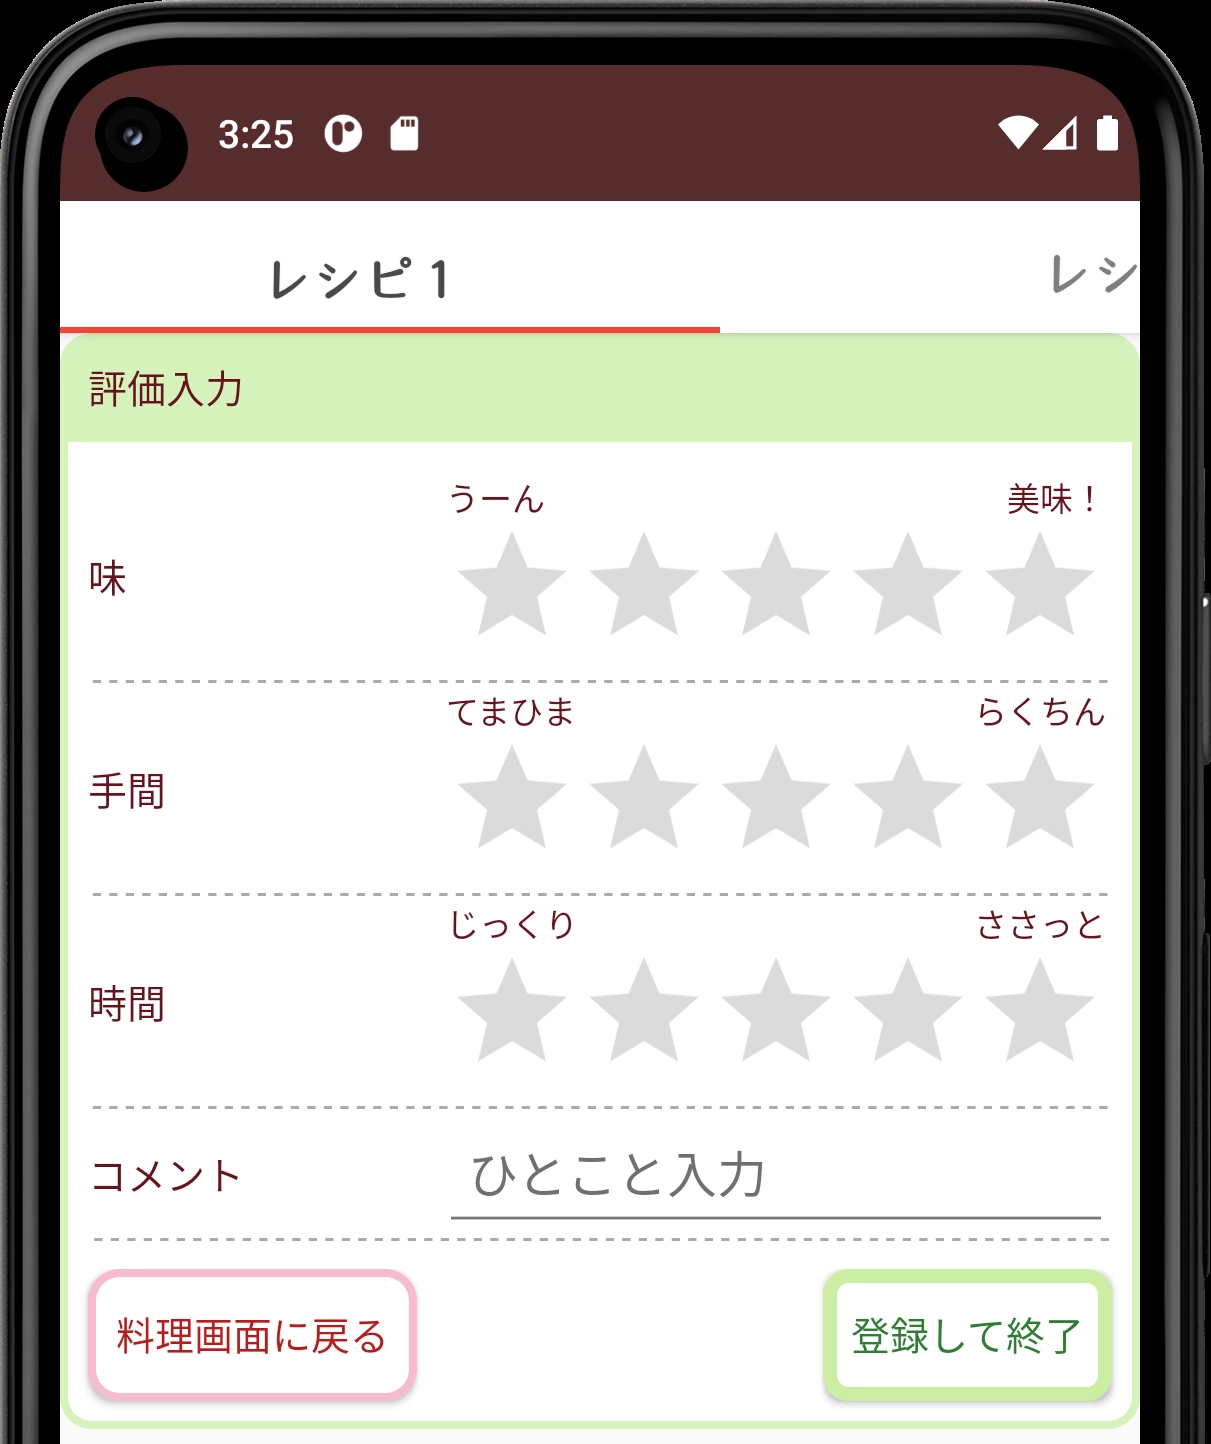 3:25
レシピ 1
レシ
評価入力
うーん 美味！
味
てまひま らくちん
手間
じっくり ささっと
時間
コメント ひとこと入力
料理画面に戻る 登録して終了